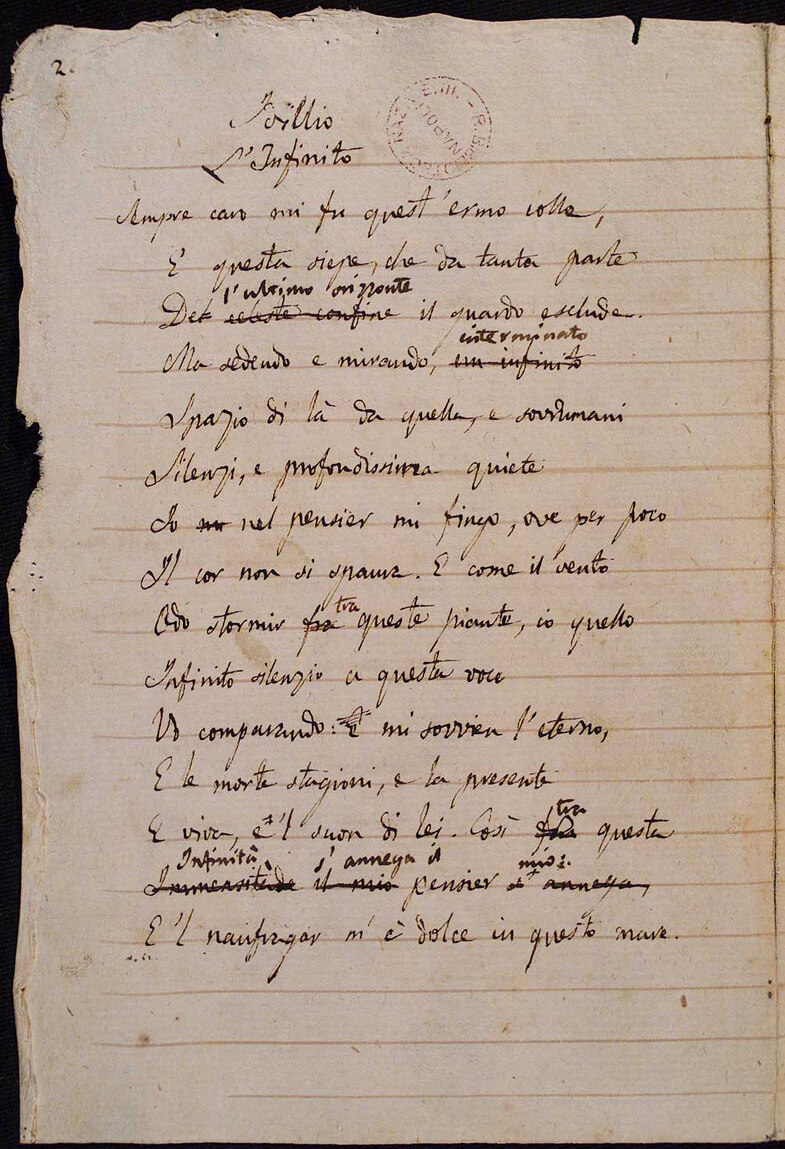 2.
Idillio
L'Infinito
Sempre caro mi fu quest'ermo colle,
E questa siepe, che da tanta parte
l'ultimo orizzonte
Del celeste confine il guardo esclude.
interminato
Ma sedendo e mirando, un infinito
Spazio di là da quella, e sovrumani
Silenzi, e profondissima quiete
Io nel pensier mi fingo, ove per poco
Il cor non si spaura. E come il vento
tra
Odo stormir fra queste piante, io quello
Infinito silenzio a questa voce
Vo comparando: E mi sovvien l'eterno,
E le morte stagioni, e la presente
tra
E viva, e 'l suon di lei. Così fra questa
Infinità s'annega il mio:
Immensitade il mio pensier s'annega,
E 'l naufragar m'è dolce in questo mare.